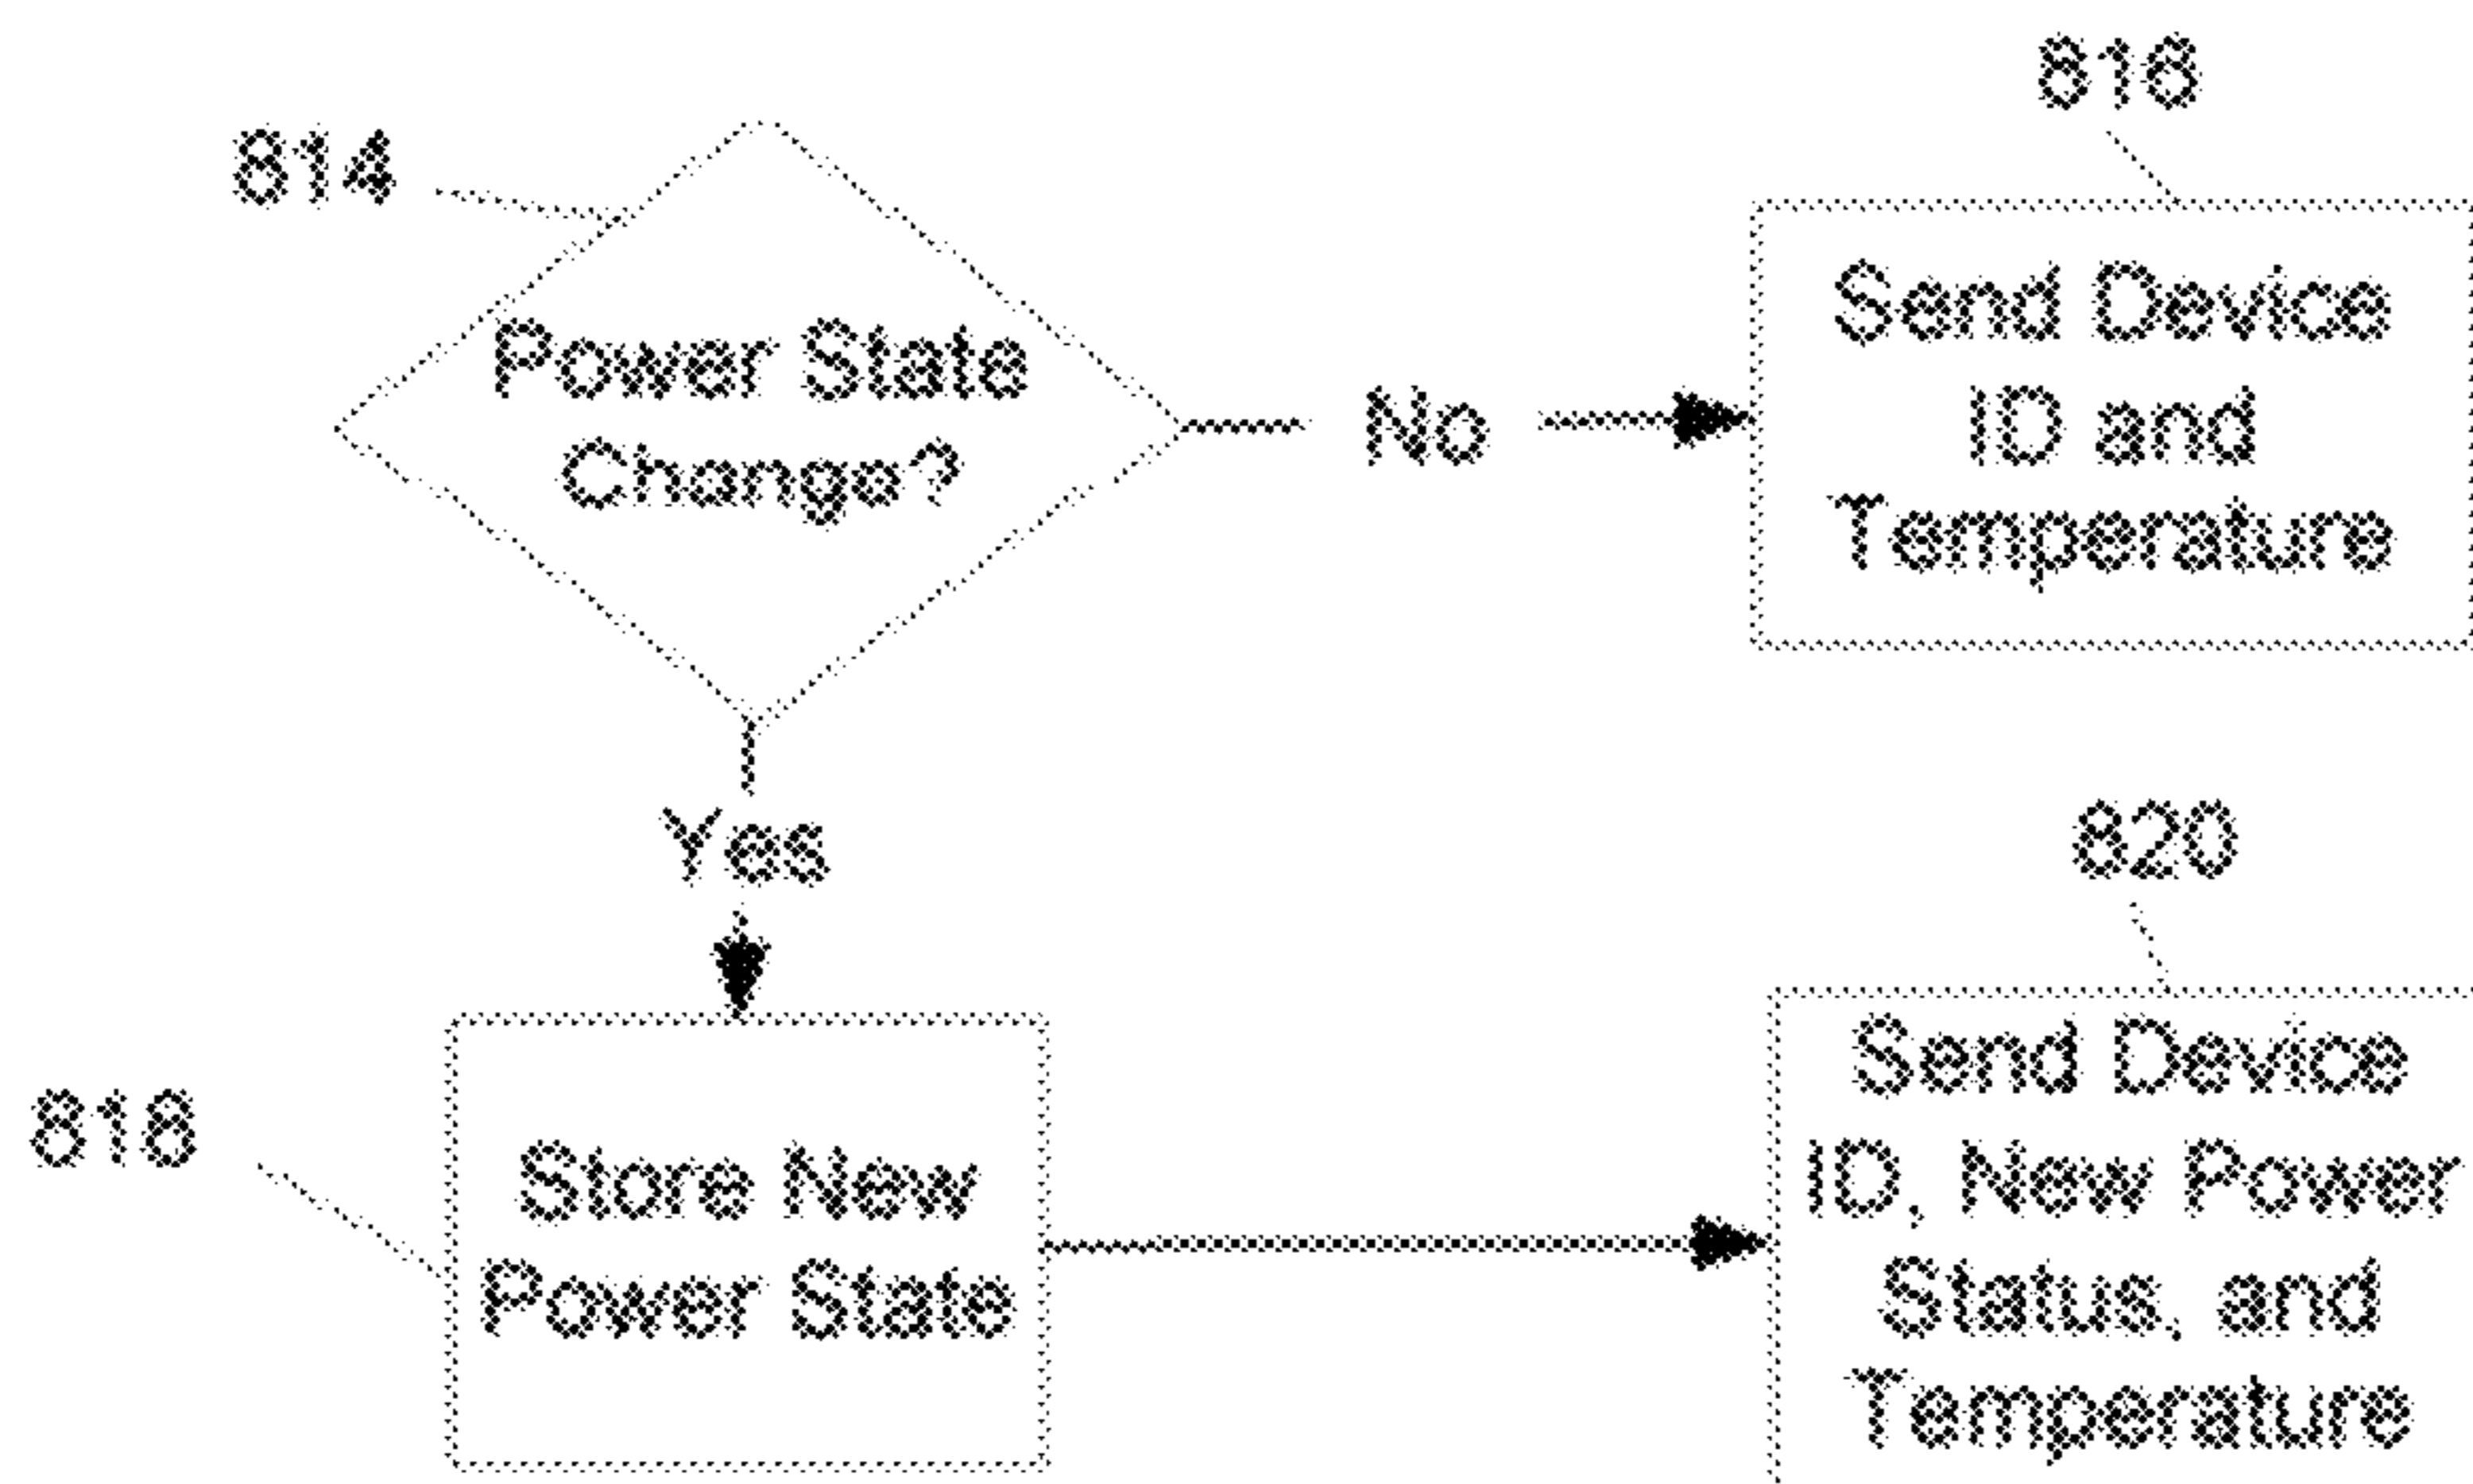 818
814
Power State
Change?
No
Send Device
ID and
Temperature
Yes
820
818
Store New
Power State
Send Device
ID, New Power
Status, and
Temperature